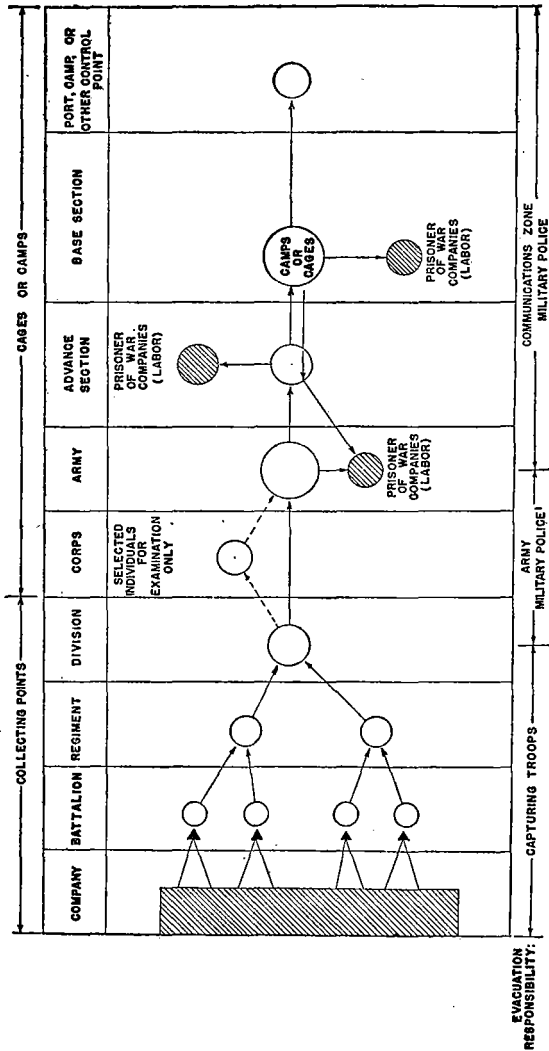 COLLECTING POINTS
CAGES OR CAMPS
COMPANY
BATTALION
REGIMENT
DIVISION
CORPS
ARMY
ADVANCE
SECTION
BASE SECTION
PORT, CAMP, OR
OTHER CONTROL
POINT
SELECTED
INDIVIDUALS
FOR
EXAMINATION
ONLY
PRISONER
OF WAR
COMPANIES
(LABOR)
CAMPS
OR
CAGES
PRISONER
OF WAR
COMPANIES
(LABOR)
PRISONER
OF WAR
COMPANIES
(LABOR)
EVACUATION
RESPONSIBILITY:
CAPTURING TROOPS
ARMY
MILITARY POLICE¹
COMMUNICATIONS ZONE
MILITARY POLICE